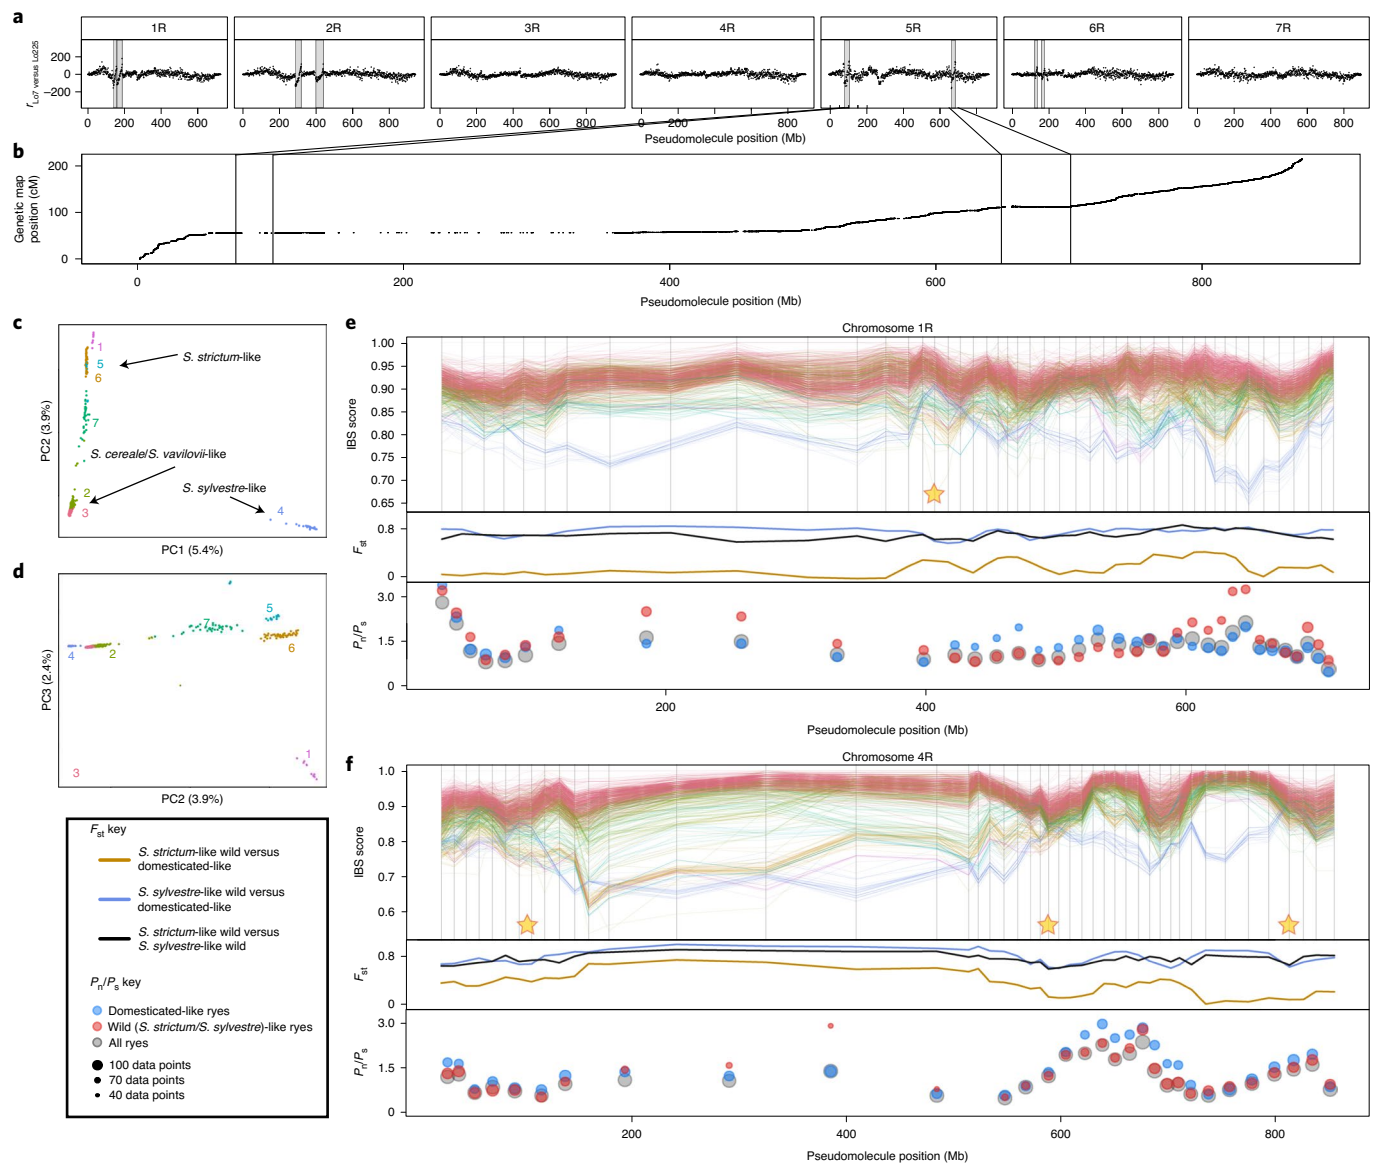 a
1R
2R
3R
4R
5R
6R
7R
r Lo7 versus Lo225
200
0
−200
0 200 400 600
0 200 400 600 800
0 200 400 600 800
0 200 800
0 200 400 600
0 200 400 600 800
0 200 400 600 800
Pseudomolecule position (Mb)
b
Genetic map
position (cM)
200
100
0
0 200 400 600 800
Pseudomolecule position (Mb)
c
PC2 (3.9%)
1
5
6
S. strictum-like
7
S. cereale/S. vavilovii-like
2
3
S. sylvestre-like
4
PC1 (5.4%)
d
PC3 (2.4%)
4
2
7
5
6
3
1
PC2 (3.9%)
Fst key
S. strictum-like wild versus
domesticated-like
S. sylvestre-like wild versus
domesticated-like
S. strictum-like wild versus
S. sylvestre-like wild
Pn/Ps key
Domesticated-like ryes
Wild (S. strictum/S. sylvestre)-like ryes
All ryes
100 data points
70 data points
40 data points
e
Chromosome 1R
IBS score
1.00
0.95
0.90
0.85
0.80
0.75
0.70
0.65
Fst
0.8
0
Pn/Ps
3.0
1.5
0
200 400 600
Pseudomolecule position (Mb)
f
Chromosome 4R
IBS score
1.0
0.9
0.8
0.7
0.6
Fst
0.8
0
Pn/Ps
3.0
1.5
0
200 400 600 800
Pseudomolecule position (Mb)